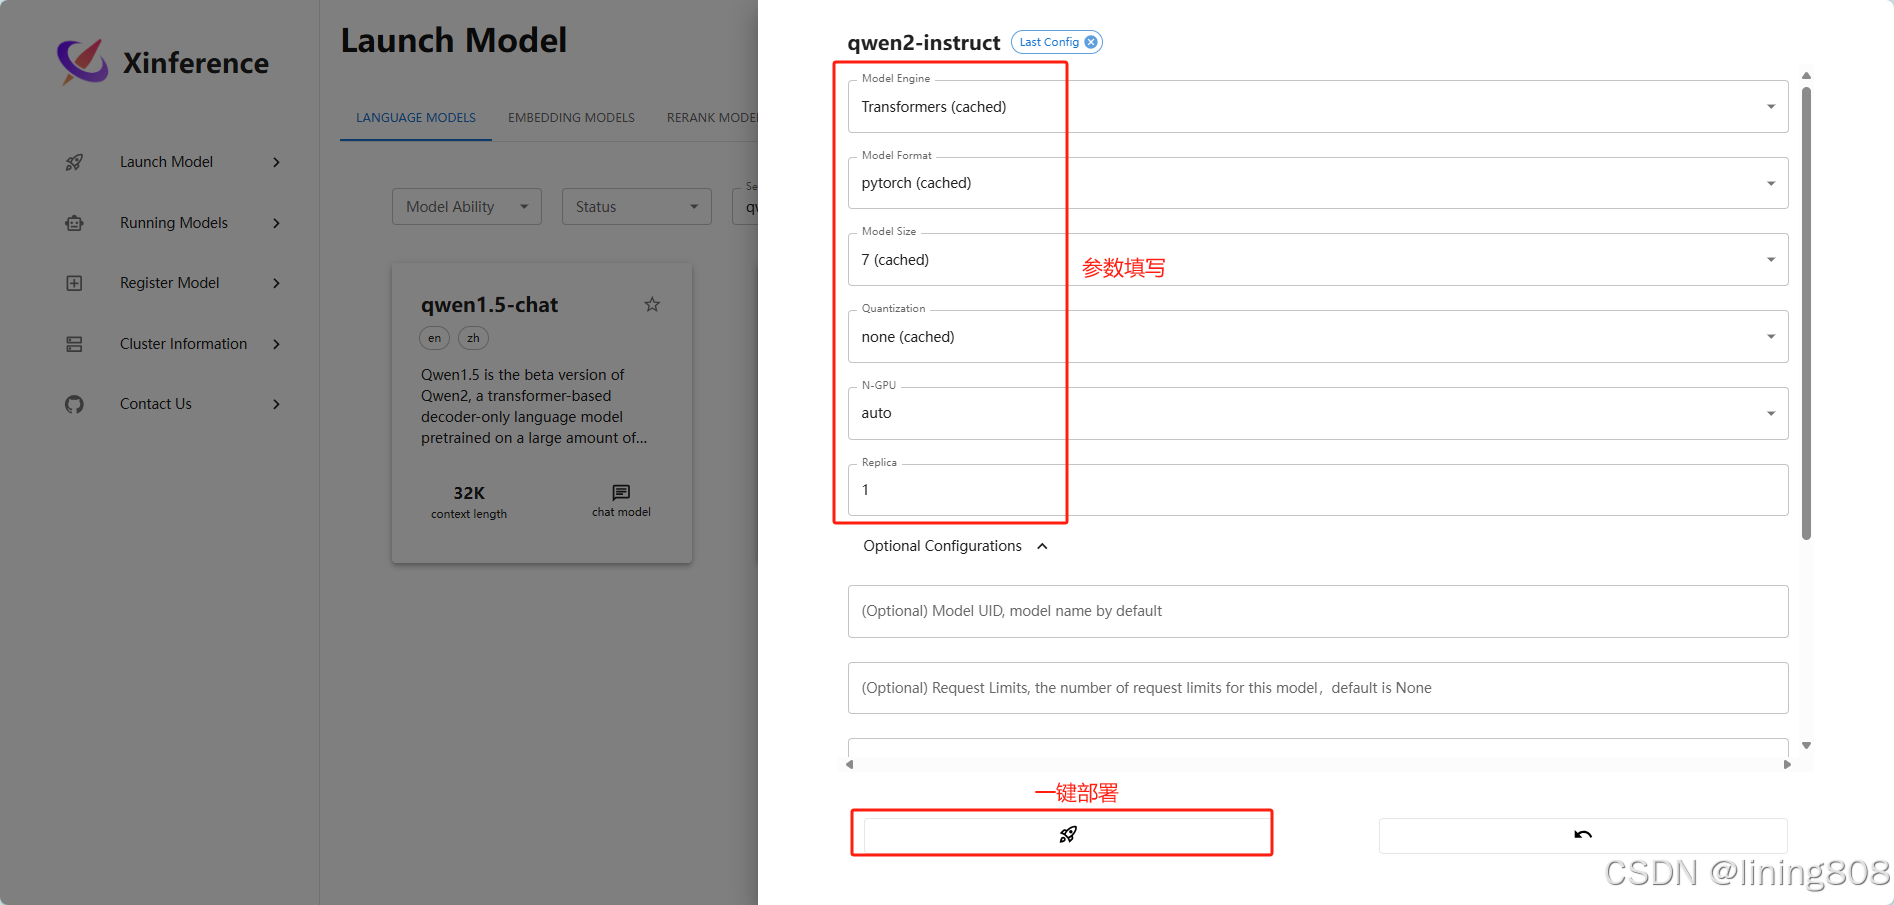 Xinference
Launch Model
Running Models
Register Model
Cluster Information
Contact Us
Launch Model
LANGUAGE MODELS
EMBEDDING MODELS
RERANK MODE
Model Ability
Status
Se
qw
qwen1.5-chat
en
zh
Qwen1.5 is the beta version of
Qwen2, a transformer-based
decoder-only language model
pretrained on a large amount of...
32K
context length
chat model
qwen2-instruct
Last Config
Model Engine
Transformers (cached)
Model Format
pytorch (cached)
Model Size
7 (cached)
参数填写
Quantization
none (cached)
N-GPU
auto
Replica
1
Optional Configurations
(Optional) Model UID, model name by default
(Optional) Request Limits, the number of request limits for this model，default is None
一键部署
CSDN @lining808